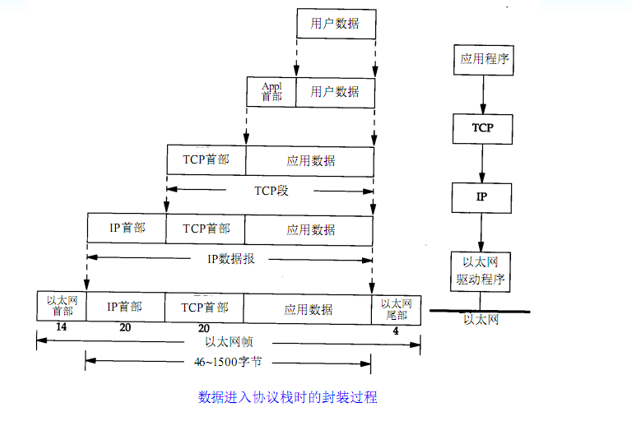 用户数据
应用程序
Appl
首部
用户数据
TCP
TCP首部
应用数据
TCP段
IP
IP首部
TCP首部
应用数据
IP数据报
以太网
驱动程序
以太网
首部
IP首部
TCP首部
应用数据
以太网
尾部
以太网
14
20
20
4
以太网帧
46~1500字节
数据进入协议栈时的封装过程